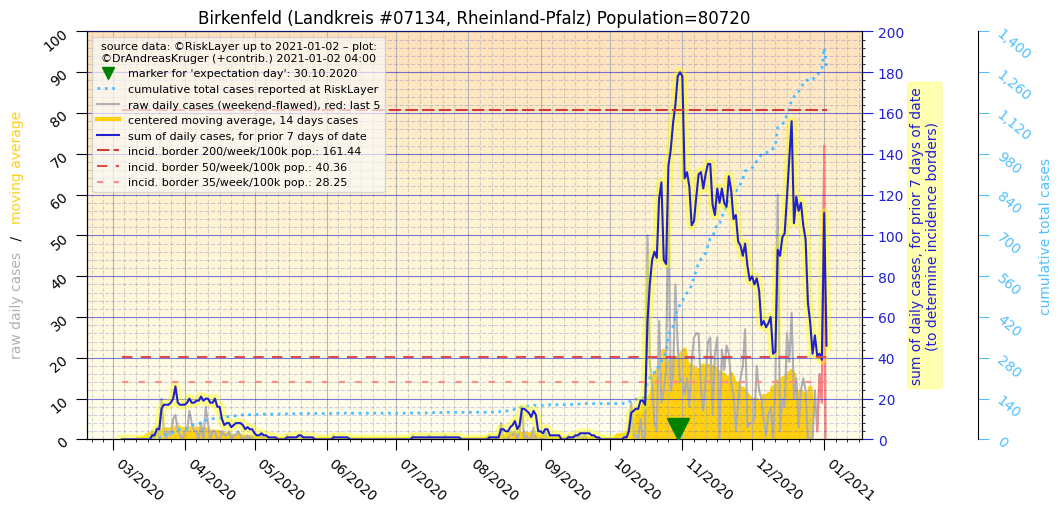 Birkenfeld (Landkreis #07134, Rheinland-Pfalz) Population=80720
source data: ©RiskLayer up to 2021-01-02 – plot:
©DrAndreasKruger (+contrib.) 2021-01-02 04:00
marker for 'expectation day': 30.10.2020
cumulative total cases reported at RiskLayer
raw daily cases (weekend-flawed), red: last 5
centered moving average, 14 days cases
sum of daily cases, for prior 7 days of date
incid. border 200/week/100k pop.: 161.44
incid. border 50/week/100k pop.: 40.36
incid. border 35/week/100k pop.: 28.25
raw daily cases / moving average
100
90
80
70
60
50
40
30
20
10
0
03/2020
04/2020
05/2020
06/2020
07/2020
08/2020
09/2020
10/2020
11/2020
12/2020
01/2021
200
180
160
140
120
100
80
60
40
20
0
sum of daily cases, for prior 7 days of date
(to determine incidence borders)
1,400
1,260
1,120
980
840
700
560
420
280
140
0
cumulative total cases